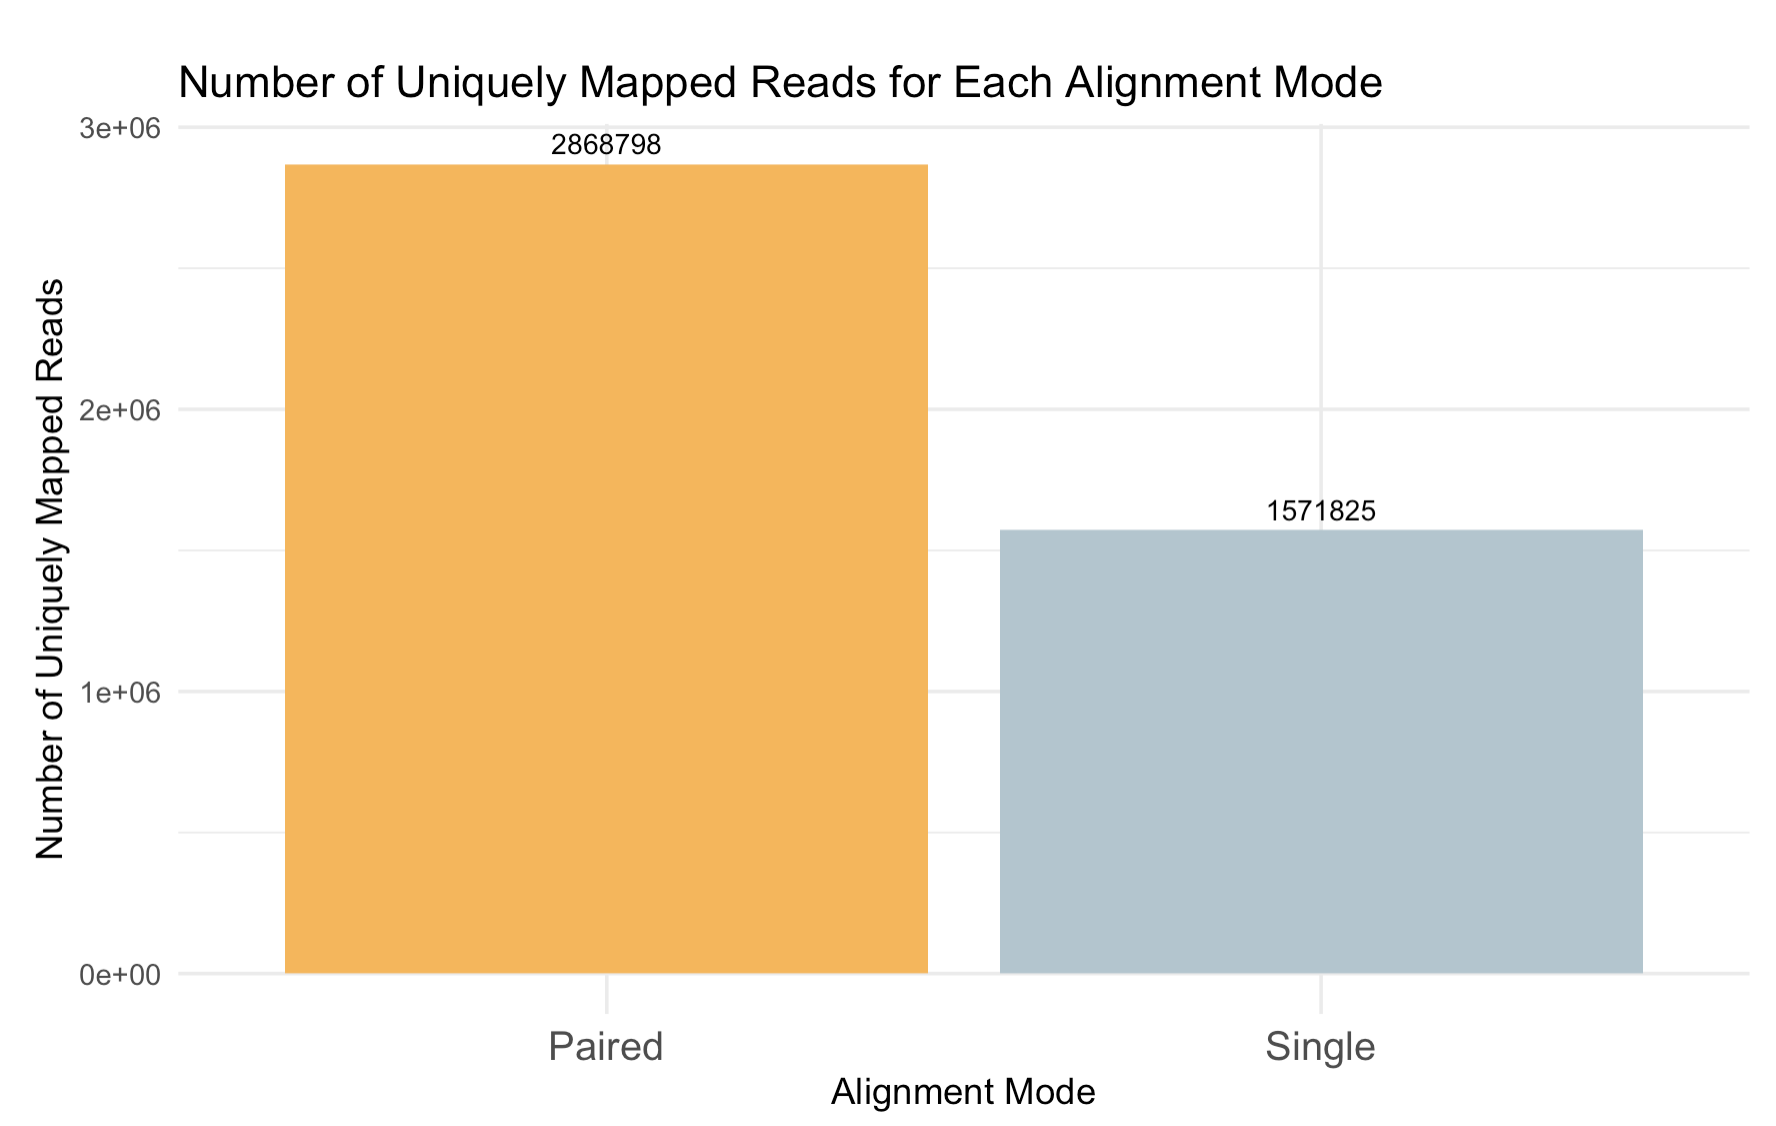 Number of Uniquely Mapped Reads for Each Alignment Mode
Number of Uniquely Mapped Reads
3e+06
2e+06
1e+06
0e+00
2868798
1571825
Paired
Single
Alignment Mode